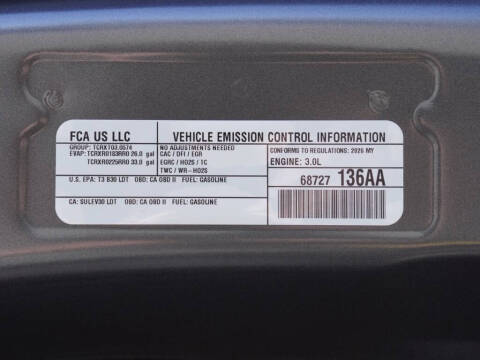 FCA US LLC
VEHICLE EMISSION CONTROL INFORMATION
GROUP: TCRXT03.0574
EVAP: TCRXR0183RR0 26.0 gal
TCRXR0225RR0 33.0 gal
NO ADJUSTMENTS NEEDED
CAC / DFI / EGR
EGRC / HO2S / TC
TWC / WR-HO2S
CONFORMS TO REGULATIONS: 2026 MY
ENGINE: 3.0L
U.S. EPA: T3 B30 LDT OBD: CA OBD II FUEL: GASOLINE
CA: SULEV30 LDT OBD: CA OBD II FUEL: GASOLINE
68727 136AA